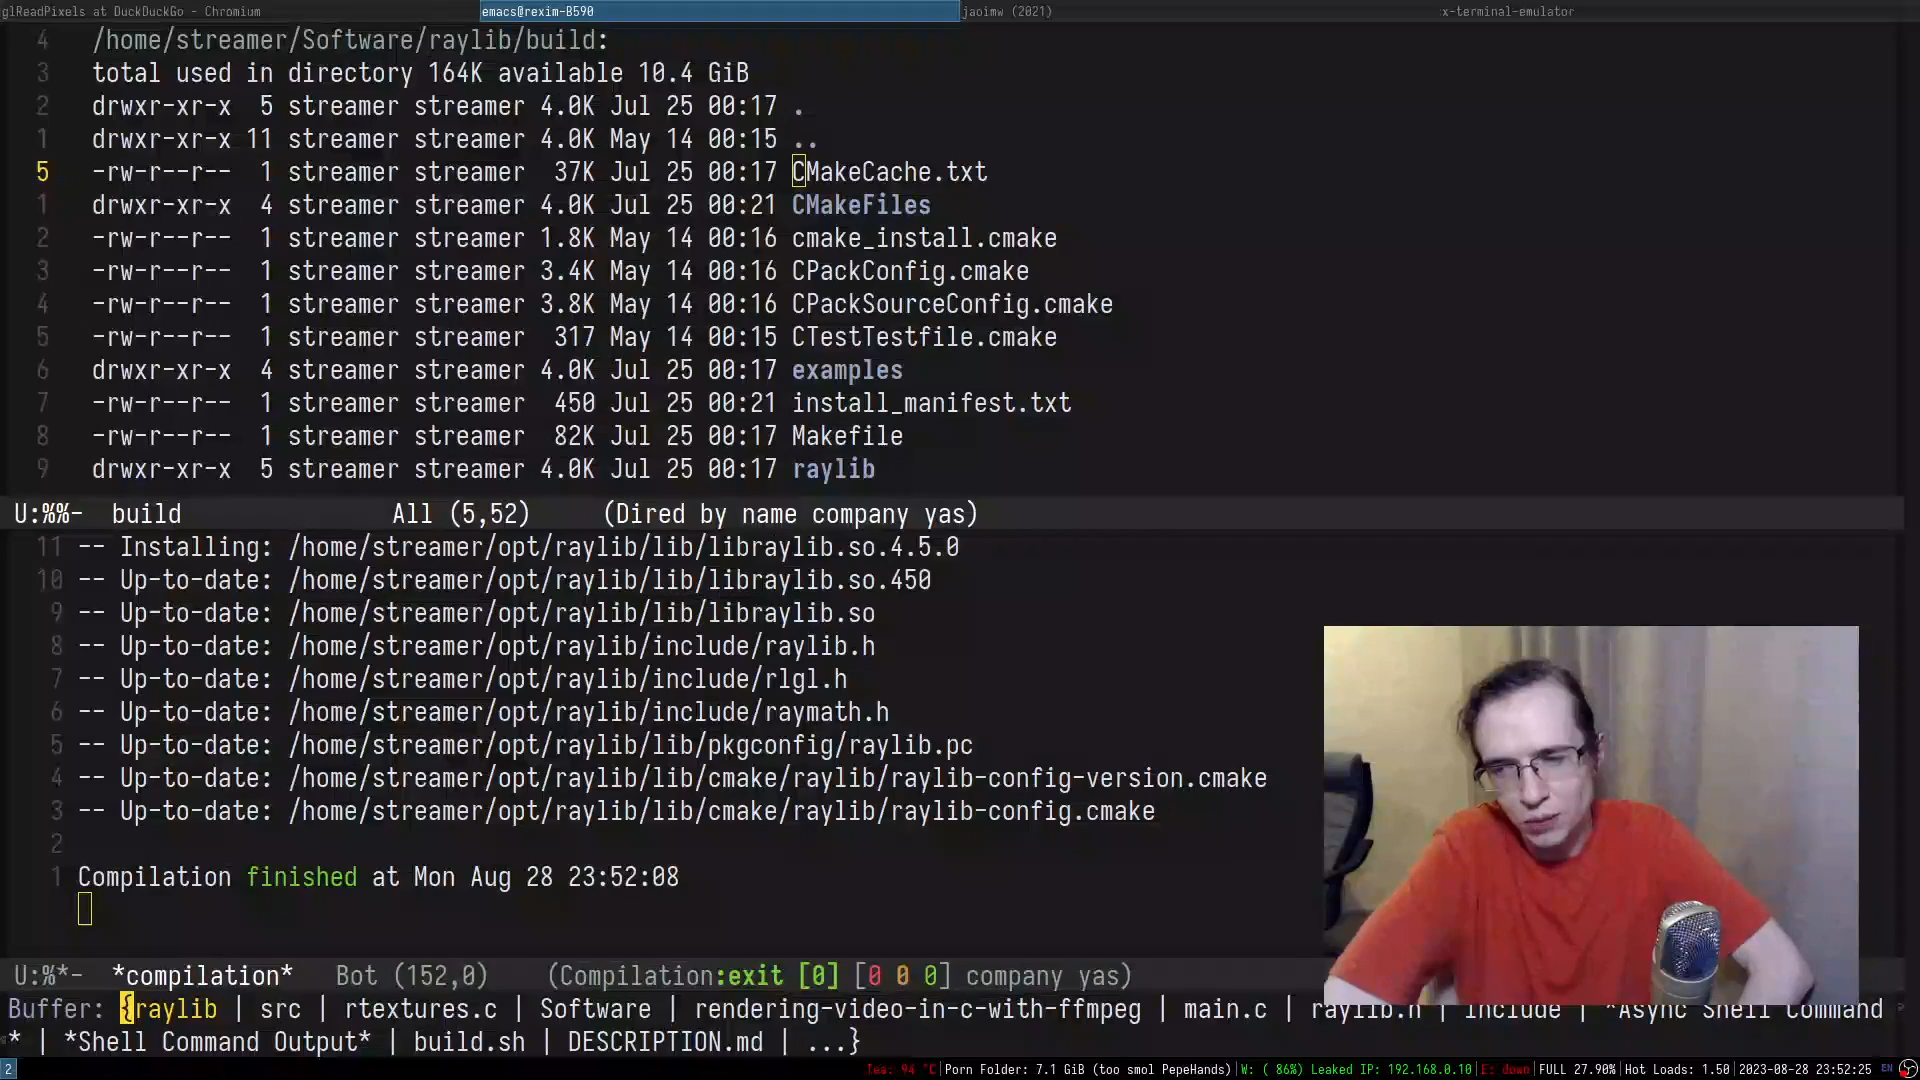 glReadPixels at DuckDuckGo - Chromium
emacs@rexim-B590
jaoimw (2021)
x-terminal-emulator
4 /home/streamer/Software/raylib/build:
3 total used in directory 164K available 10.4 GiB
2 drwxr-xr-x 5 streamer streamer 4.0K Jul 25 00:17 .
1 drwxr-xr-x 11 streamer streamer 4.0K May 14 00:15 ..
5 -rw-r--r-- 1 streamer streamer 37K Jul 25 00:17 CMakeCache.txt
1 drwxr-xr-x 4 streamer streamer 4.0K Jul 25 00:21 CMakeFiles
2 -rw-r--r-- 1 streamer streamer 1.8K May 14 00:16 cmake_install.cmake
3 -rw-r--r-- 1 streamer streamer 3.4K May 14 00:16 CPackConfig.cmake
4 -rw-r--r-- 1 streamer streamer 3.8K May 14 00:16 CPackSourceConfig.cmake
5 -rw-r--r-- 1 streamer streamer 317 May 14 00:15 CTestTestfile.cmake
6 drwxr-xr-x 4 streamer streamer 4.0K Jul 25 00:17 examples
7 -rw-r--r-- 1 streamer streamer 450 Jul 25 00:21 install_manifest.txt
8 -rw-r--r-- 1 streamer streamer 82K Jul 25 00:17 Makefile
9 drwxr-xr-x 5 streamer streamer 4.0K Jul 25 00:17 raylib
U:%%- build All (5,52) (Dired by name company yas)
11 -- Installing: /home/streamer/opt/raylib/lib/libraylib.so.4.5.0
10 -- Up-to-date: /home/streamer/opt/raylib/lib/libraylib.so.450
9 -- Up-to-date: /home/streamer/opt/raylib/lib/libraylib.so
8 -- Up-to-date: /home/streamer/opt/raylib/include/raylib.h
7 -- Up-to-date: /home/streamer/opt/raylib/include/rlgl.h
6 -- Up-to-date: /home/streamer/opt/raylib/include/raymath.h
5 -- Up-to-date: /home/streamer/opt/raylib/lib/pkgconfig/raylib.pc
4 -- Up-to-date: /home/streamer/opt/raylib/lib/cmake/raylib/raylib-config-version.cmake
3 -- Up-to-date: /home/streamer/opt/raylib/lib/cmake/raylib/raylib-config.cmake
2
1 Compilation finished at Mon Aug 28 23:52:08
U:%*- *compilation* Bot (152,0) (Compilation:exit [0] [0 0 0] company yas)
Buffer: {raylib | src | rtextures.c | Software | rendering-video-in-c-with-ffmpeg | main.c | raylib.h | include | *Async Shell Command
* | *Shell Command Output* | build.sh | DESCRIPTION.md | ...}
2
Tea: 94 °C|Porn Folder: 7.1 GiB (too smol PepeHands)|W: ( 86%) Leaked IP: 192.168.0.10|E: down|FULL 27.90%|Hot Loads: 1.50|2023-08-28 23:52:25 EN